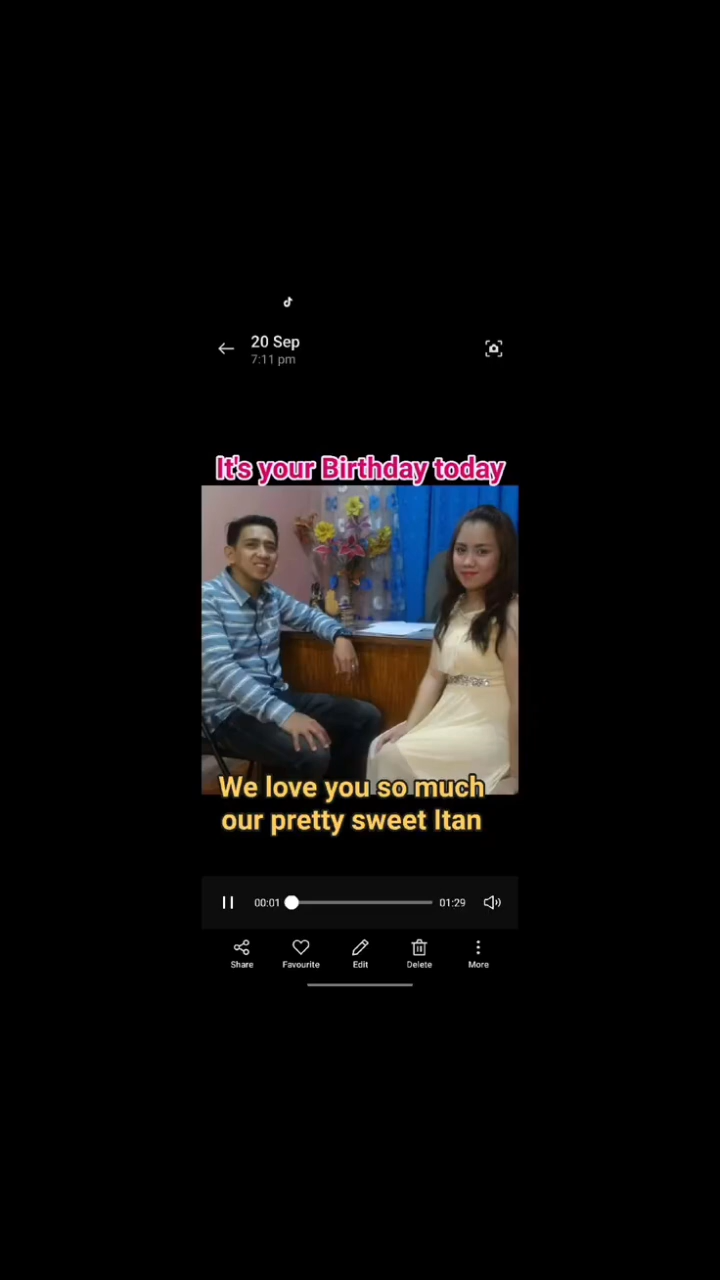 20 Sep
7:11 pm
It's your Birthday today
We love you so much
our pretty sweet Itan
00:01
01:29
Share
Favourite
Edit
Delete
More